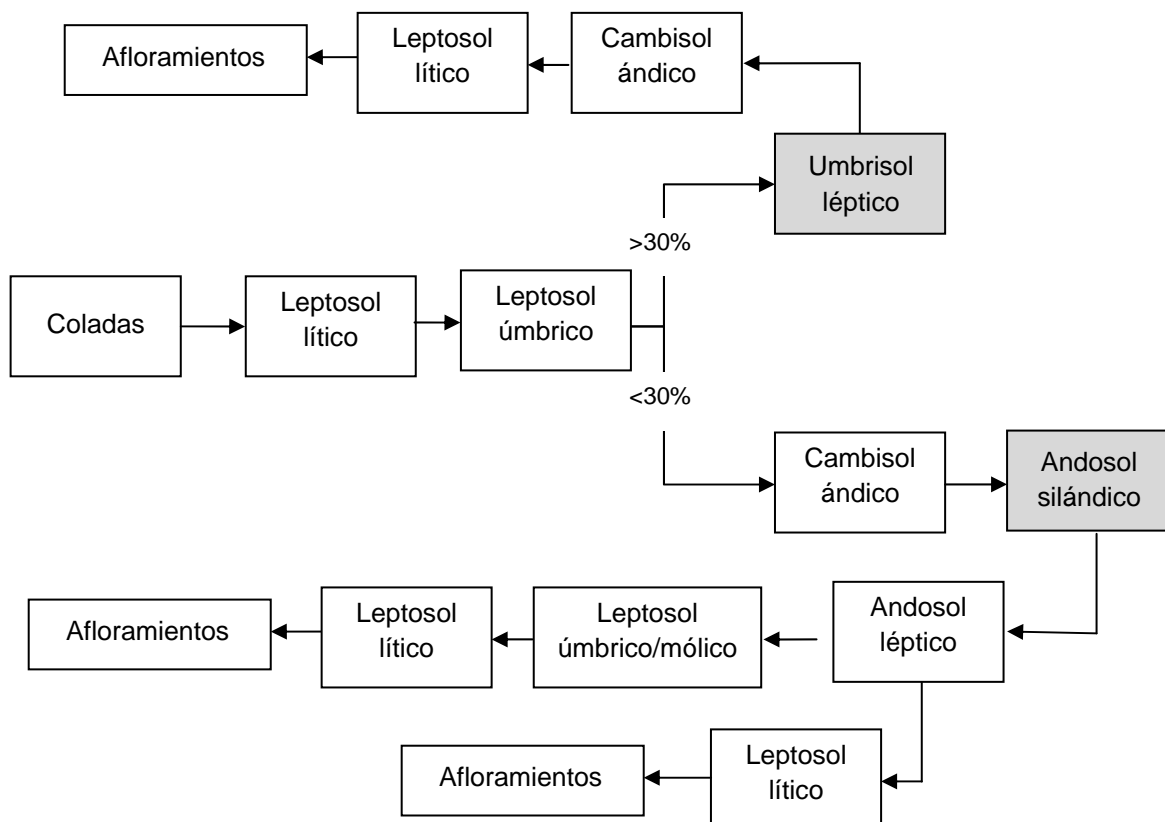 Afloramientos
Leptosol
lítico
Cambisol
ándico
Umbrisol
léptico
>30%
Coladas
Leptosol
lítico
Leptosol
úmbrico
<30%
Cambisol
ándico
Andosol
silándico
Afloramientos
Leptosol
lítico
Leptosol
úmbrico/mólico
Andosol
léptico
Afloramientos
Leptosol
lítico